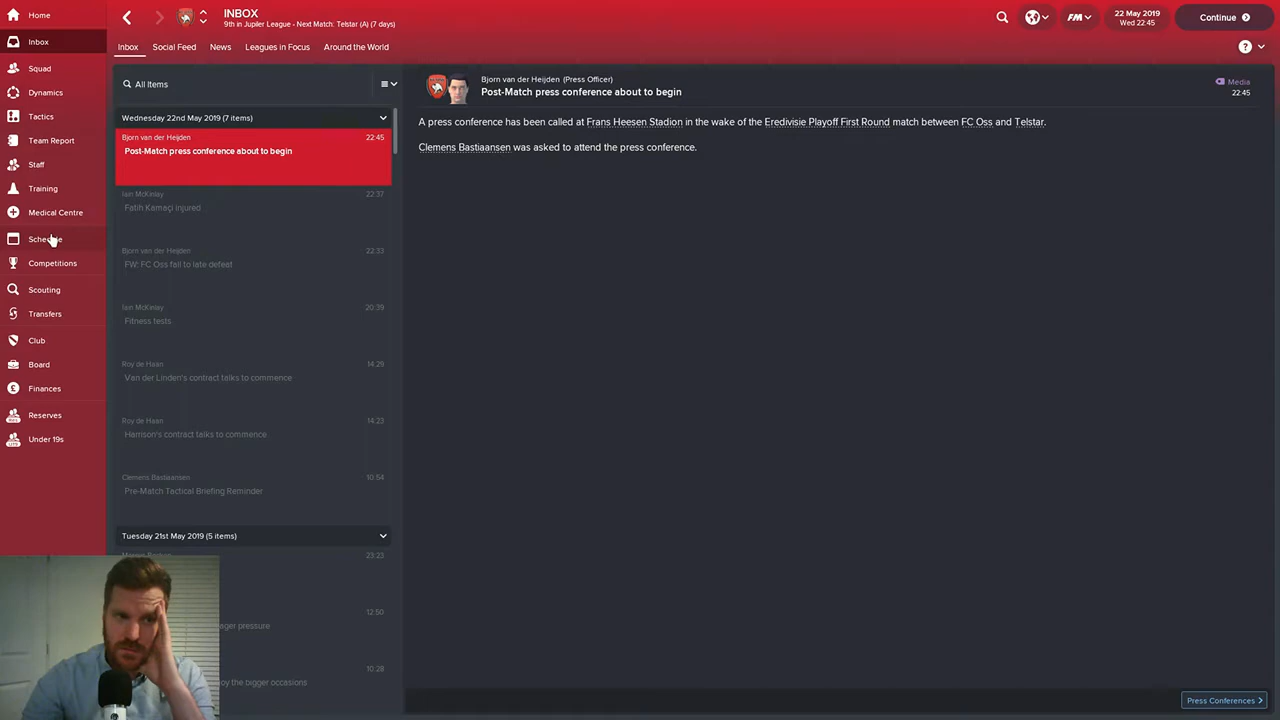 Home
Inbox
Squad
Dynamics
Tactics
Team Report
Staff
Training
Medical Centre
Competitions
Scouting
Transfers
Club
Board
Finances
Reserves
Under 19s
INBOX
9th in Jupiler League - Next Match: Telstar (A) (7 days)
FM
22 May 2019
Wed 22:45
Continue
Inbox Social Feed News Leagues in Focus Around the World
?
All Items
Wednesday 22nd May 2019 (7 items)
Bjorn van der Heijden 22:45
Post-Match press conference about to begin
Iain McKinlay 22:37
Fatih Kamaçi injured
Bjorn van der Heijden 22:33
FW: FC Oss fall to late defeat
Iain McKinlay 20:39
Fitness tests
Roy de Haan 14:29
Van der Linden's contract talks to commence
Roy de Haan 14:23
Harrison's contract talks to commence
Clemens Bastiaansen 10:54
Pre-Match Tactical Briefing Reminder
Tuesday 21st May 2019 (5 items)
23:23
12:50
ager pressure
10:28
oy the bigger occasions
Bjorn van der Heijden (Press Officer)
Post-Match press conference about to begin
Media
22:45
A press conference has been called at Frans Heesen Stadion in the wake of the Eredivisie Playoff First Round match between FC Oss and Telstar.
Clemens Bastiaansen was asked to attend the press conference.
Press Conferences